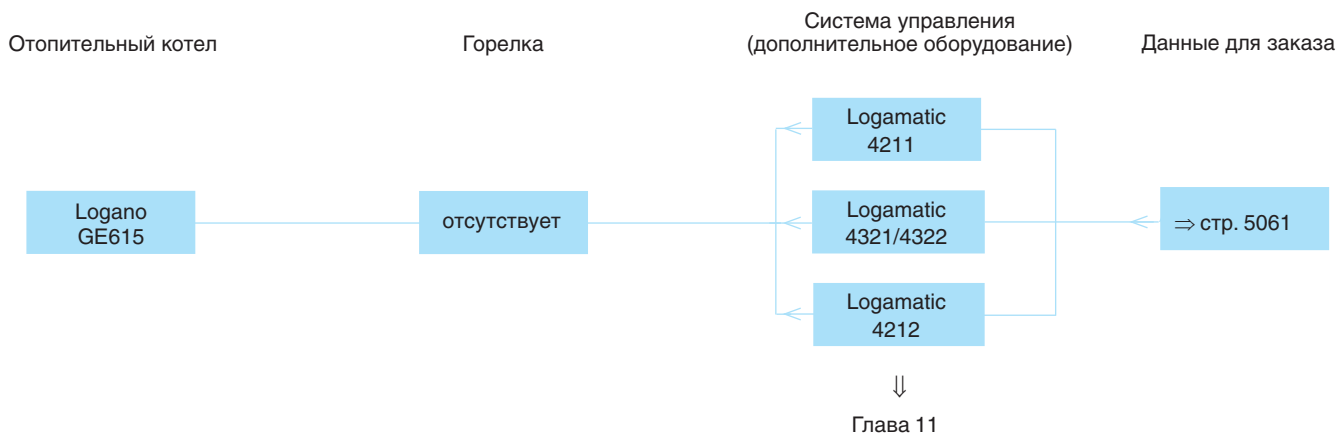 Отопительный котел
Горелка
Система управления
(дополнительное оборудование)
Данные для заказа
Logano
GE615
отсутствует
Logamatic
4211
Logamatic
4321/4322
Logamatic
4212
⇒ стр. 5061
⇓
Глава 11